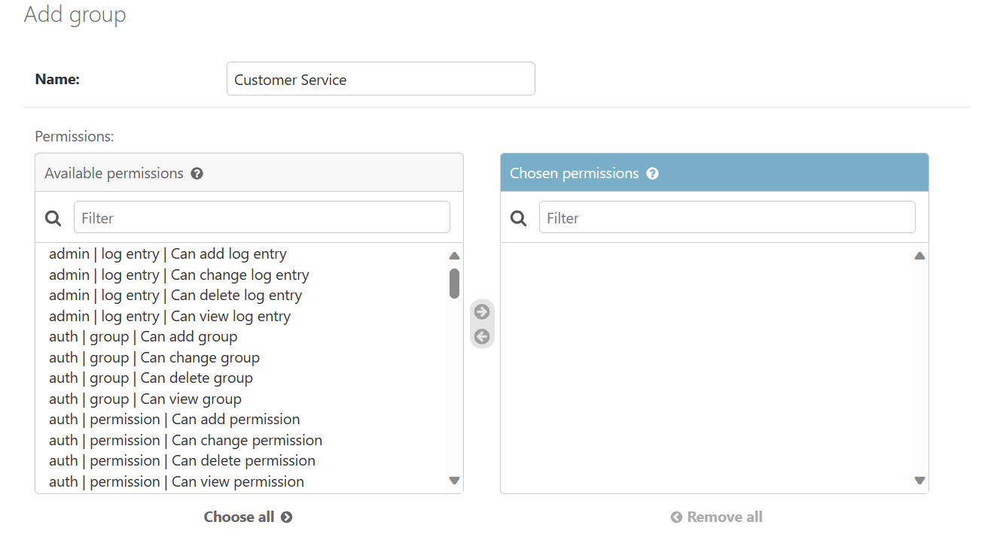 Add group
Name:
Customer Service
Permissions:
Available permissions
Filter
admin | log entry | Can add log entry
admin | log entry | Can change log entry
admin | log entry | Can delete log entry
admin | log entry | Can view log entry
auth | group | Can add group
auth | group | Can change group
auth | group | Can delete group
auth | group | Can view group
auth | permission | Can add permission
auth | permission | Can change permission
auth | permission | Can delete permission
auth | permission | Can view permission
Choose all
Chosen permissions
Filter
Remove all